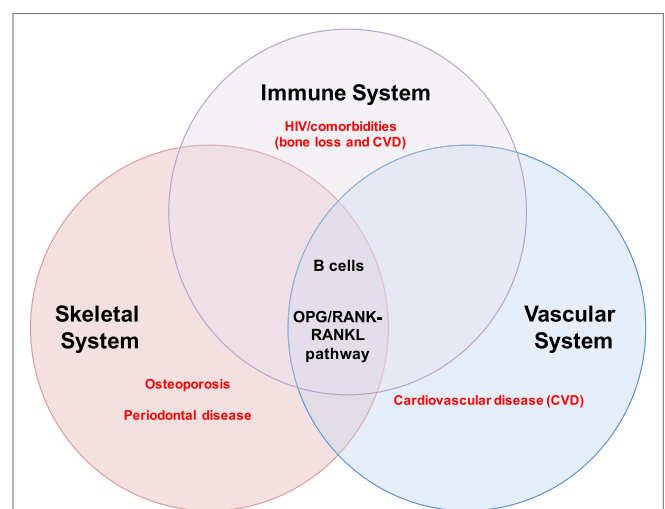 Immune System
HIV/comorbidities
(bone loss and CVD)
B cells
OPG/RANK-
RANKL
pathway
Skeletal
System
Vascular
System
Osteoporosis
Periodontal disease
Cardiovascular disease (CVD)